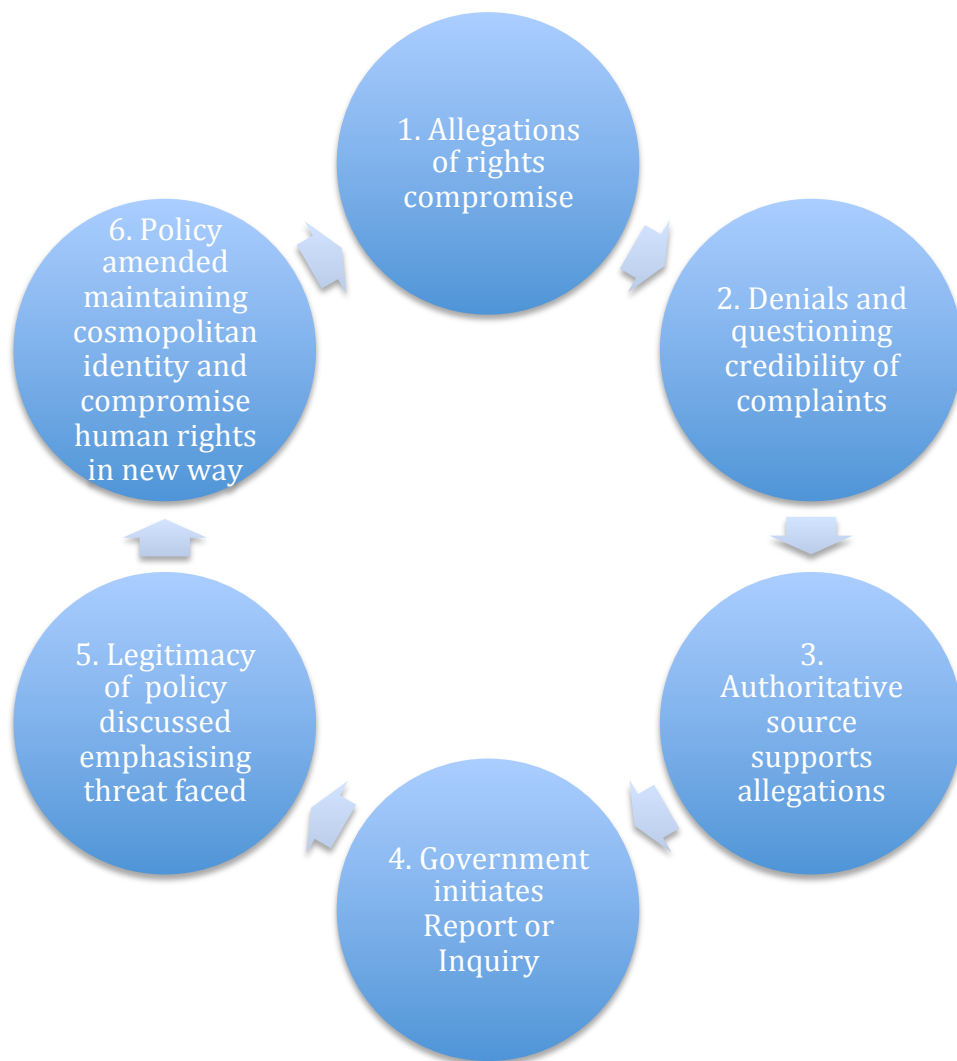 1. Allegations
of rights
compromise
2. Denials and
questioning
credibility of
complaints
3.
Authoritative
source
supports
allegations
4. Government
initiates
Report or
Inquiry
5. Legitimacy
of  policy
discussed
emphasising
threat faced
6. Policy
amended
maintaining
cosmopolitan
identity and
compromise
human rights
in new way